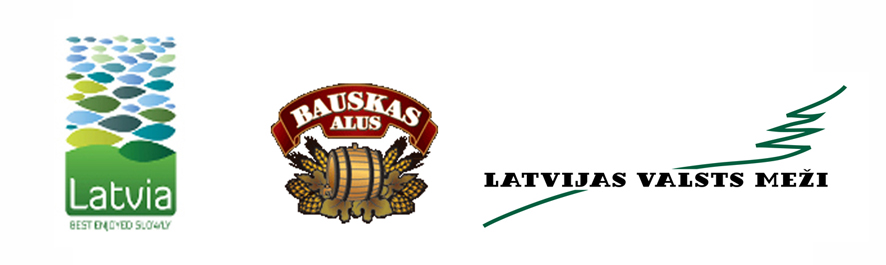 Latvia
BEST ENJOYED SLOWLY
BAUSKAS
ALUS
LATVIJAS VALSTS MEŽI